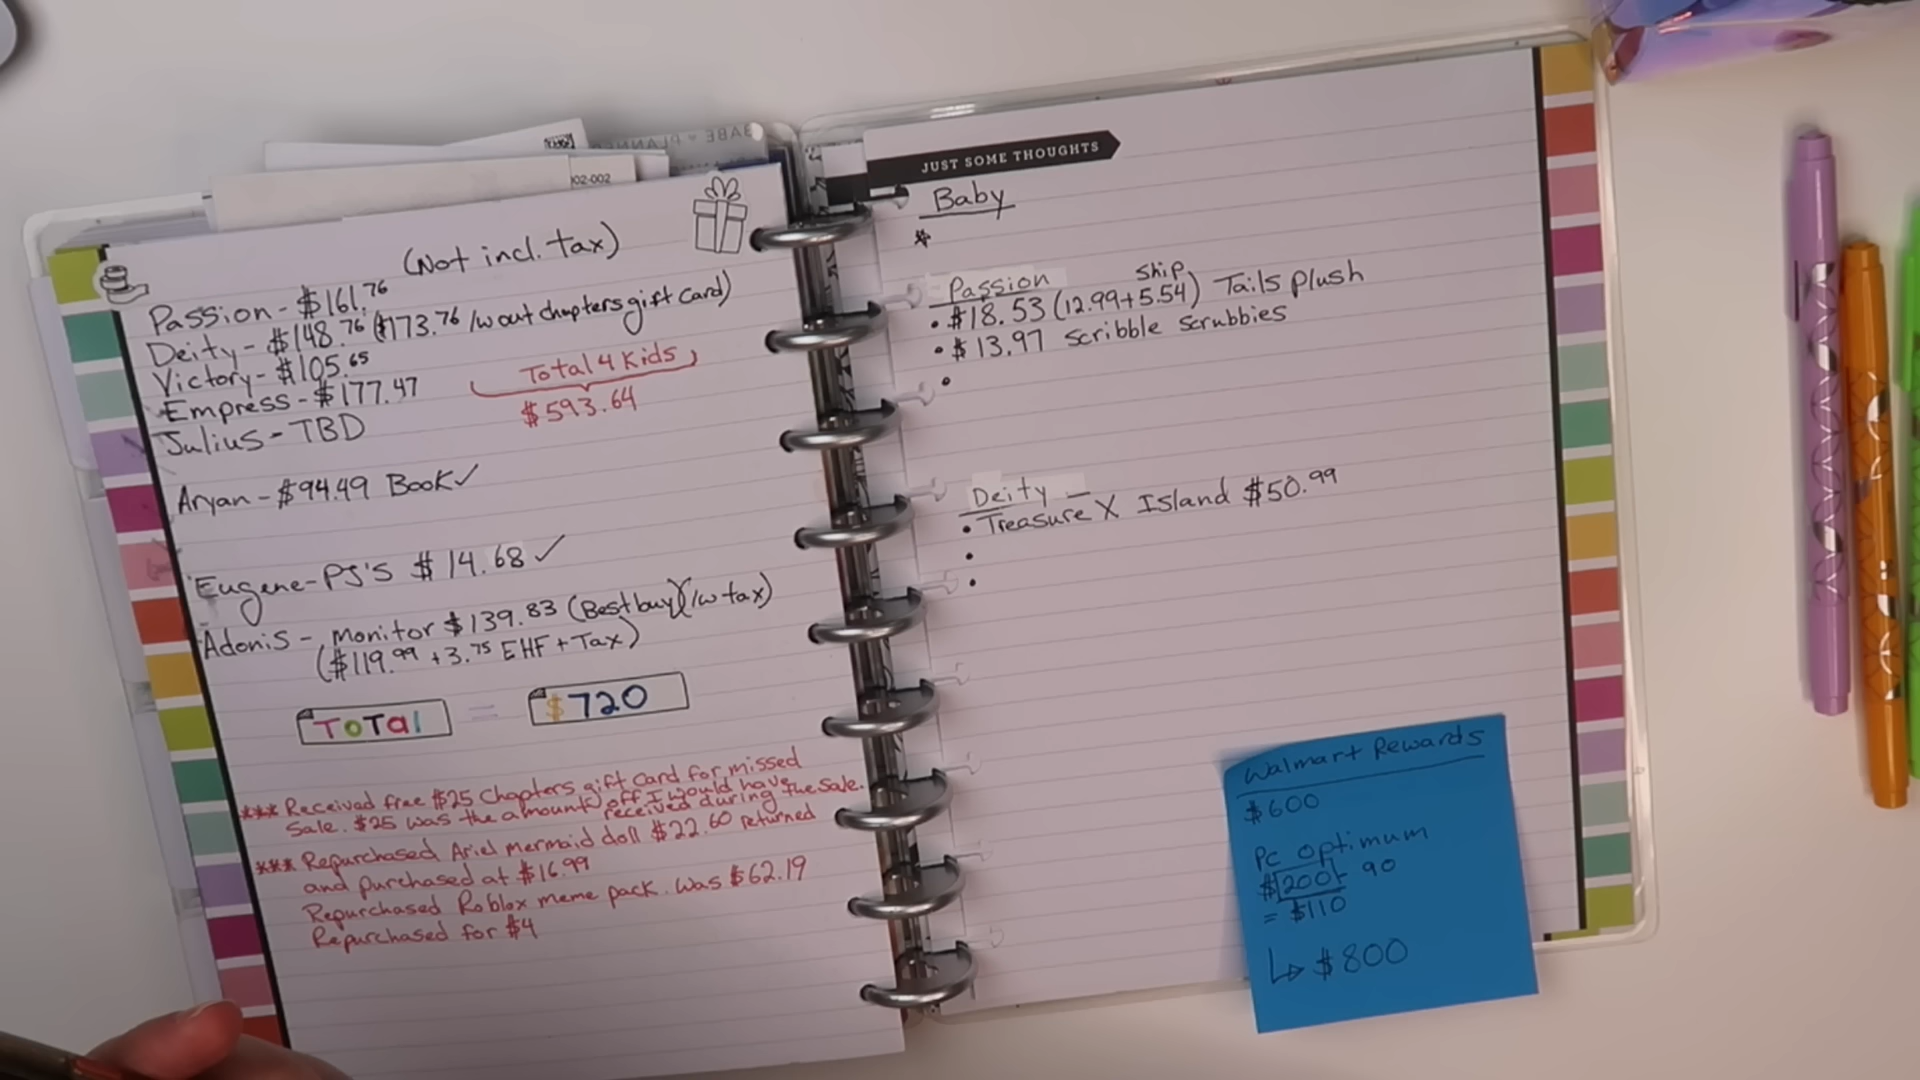 (Not incl. tax)
Passion - $161.76
Deity - $148.76 ($173.76 /w out chapters gift card)
Victory - $105.65
Empress - $177.47
Total 4 Kids
$593.64
Julius - TBD
Aryan - $94.49 Book✓
Eugene - PJ'S $14.68 ✓
Adonis - Monitor $139.83 (Bestbuy)(/w tax)
($119.99 + 3.75 EHF + Tax)
TOTal = $720
*** Received free $25 Chapters gift card for missed
Sale. $25 was the amount off I would have
received during the sale.
*** Repurchased Ariel mermaid doll $22.60 returned
and purchased at $16.99
Repurchased Roblox meme pack. Was $62.19
Repurchased for $4
002-002
JUST SOME THOUGHTS
Baby
*
Passion
• $18.53 (12.99+5.54) Tails plush
ship
• $13.97 Scribble Scrubbies
•
Deity
• Treasure X Island $50.99
•
•
Walmart Rewards
$600
Pc optimum
$200 - 90
= $110
↳ $800